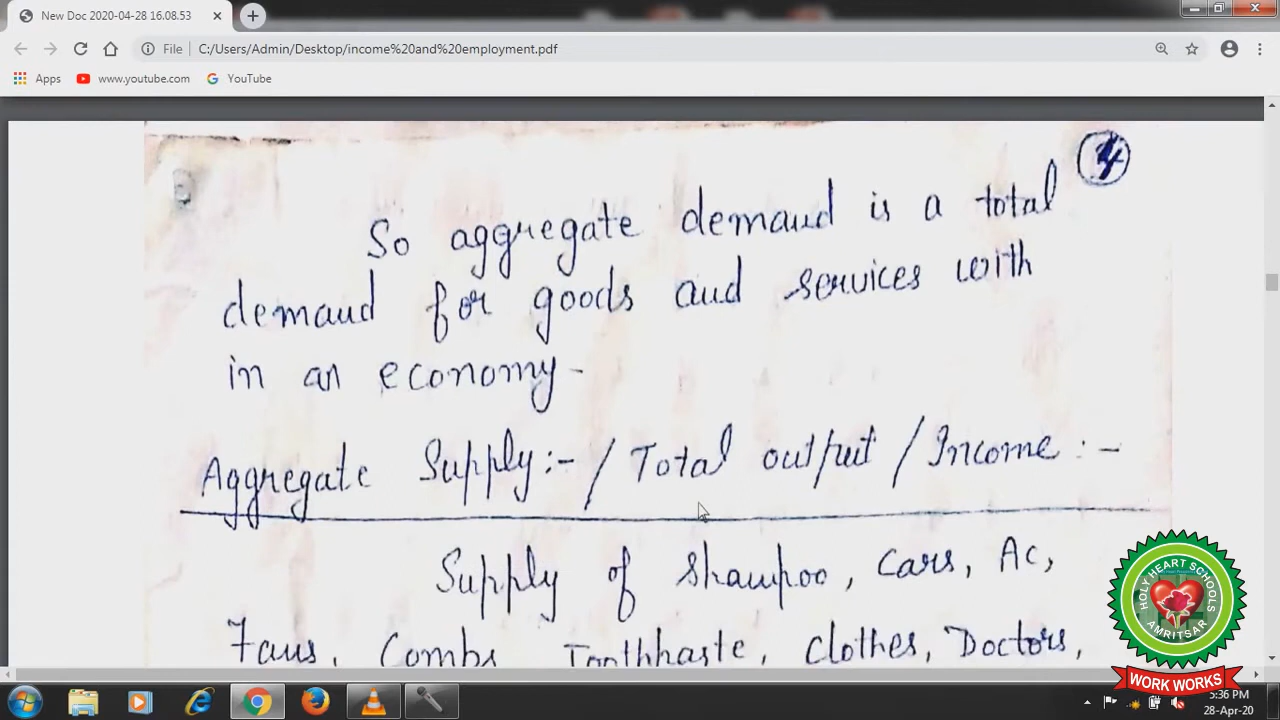 New Doc 2020-04-28 16.08.53
File C:/Users/Admin/Desktop/income%20and%20employment.pdf
Apps www.youtube.com YouTube
4
So aggregate demand is a total
demand for goods and services with
in an economy -
Aggregate Supply:- / Total output / Income :-
Supply of Shampoo, Cars, Ac,
Fans, Combs Toothpaste, Clothes, Doctors,
HOLY HEART SCHOOLS
AMRITSAR
WORK WORKS
5:36 PM
28-Apr-20